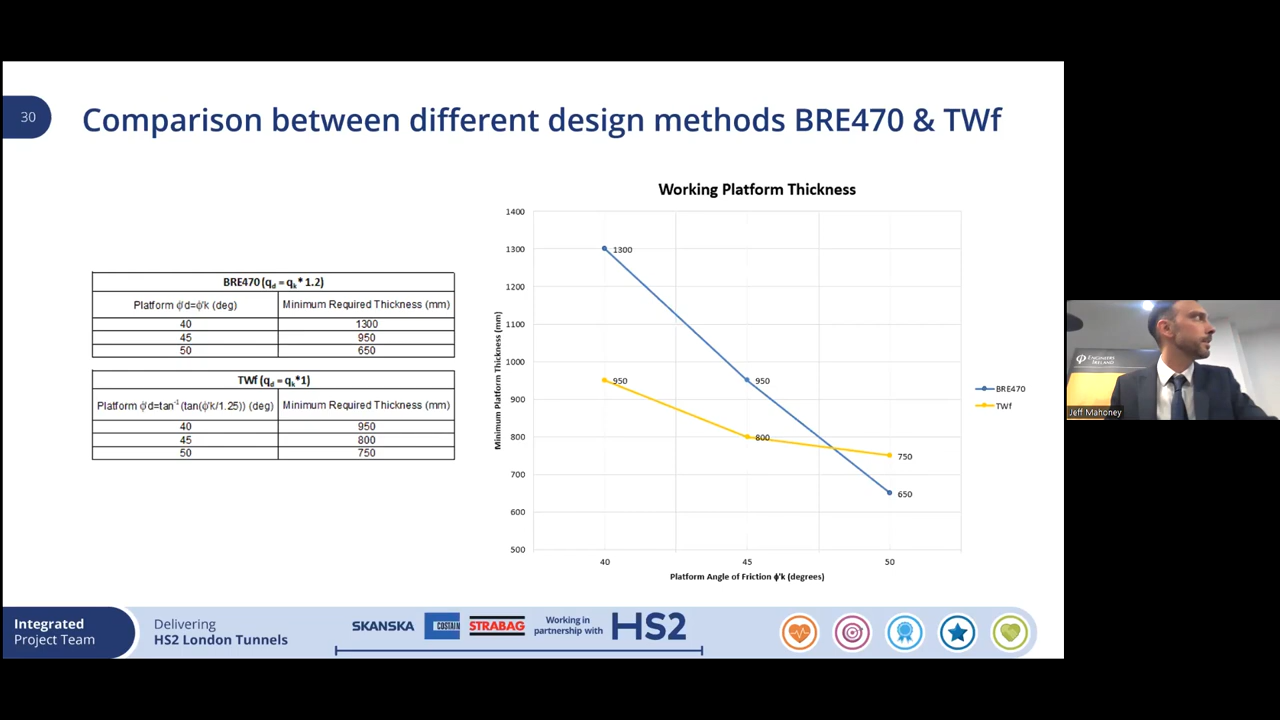 30
Comparison between different design methods BRE470 & TWf
BRE470 (qd = qk* 1.2)
Platform ϕ'd=ϕ'k (deg) Minimum Required Thickness (mm)
40 1300
45 950
50 650
TWf (qd = qk*1)
Platform ϕ'd=tan-1(tan(ϕ'k/1.25)) (deg) Minimum Required Thickness (mm)
40 950
45 800
50 750
Working Platform Thickness
Minimum Platform Thickness (mm)
1400
1300
1200
1100
1000
900
800
700
600
500
1300
950
650
950
800
750
40 45 50
Platform Angle of Friction ϕ'k (degrees)
BRE470
TWf
ENGINEERS
IRELAND
Jeff Mahoney
Integrated
Project Team
Delivering
HS2 London Tunnels
SKANSKA
COSTAIN
STRABAG
Working in
partnership with
HS2